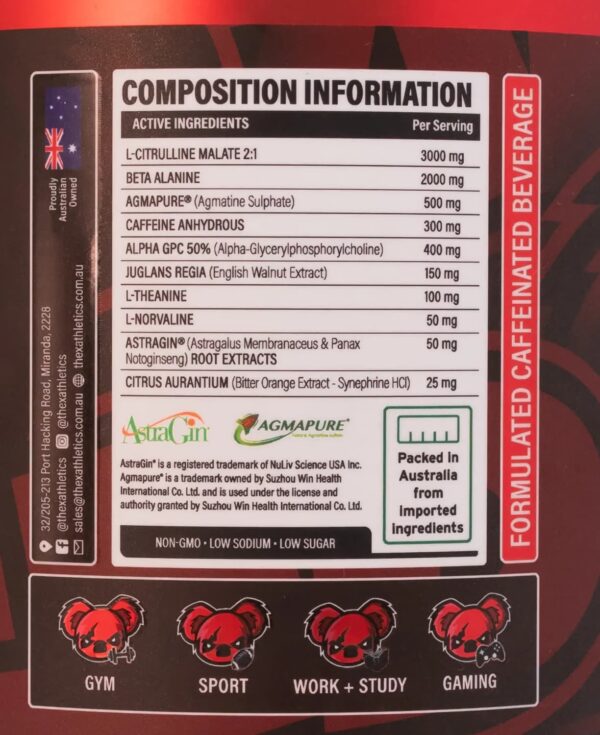 COMPOSITION INFORMATION
ACTIVE INGREDIENTS Per Serving
L-CITRULLINE MALATE 2:1 3000 mg
BETA ALANINE 2000 mg
AGMAPURE® (Agmatine Sulphate) 500 mg
CAFFEINE ANHYDROUS 300 mg
ALPHA GPC 50% (Alpha-Glycerylphosphorylcholine) 400 mg
JUGLANS REGIA (English Walnut Extract) 150 mg
L-THEANINE 100 mg
L-NORVALINE 50 mg
ASTRAGIN® (Astragalus Membranaceus & Panax 50 mg
Notoginseng) ROOT EXTRACTS
CITRUS AURANTIUM (Bitter Orange Extract - Synephrine HCl) 25 mg
AstraGin
AGMAPURE®
AstraGin® is a registered trademark of NuLiv Science USA Inc.
Agmapure® is a trademark owned by Suzhou Win Health
International Co. Ltd. and is used under the license and
authority granted by Suzhou Win Health International Co. Ltd.
Packed in
Australia
from
imported
ingredients
NON-GMO • LOW SODIUM • LOW SUGAR
Proudly
Australian
Owned
32/205-213 Port Hacking Road, Miranda, 2228
@thexathletics @thexathletics
sales@thexathletics.com.au thexathletics.com.au
FORMULATED CAFFEINATED BEVERAGE
GYM
SPORT
WORK + STUDY
GAMING